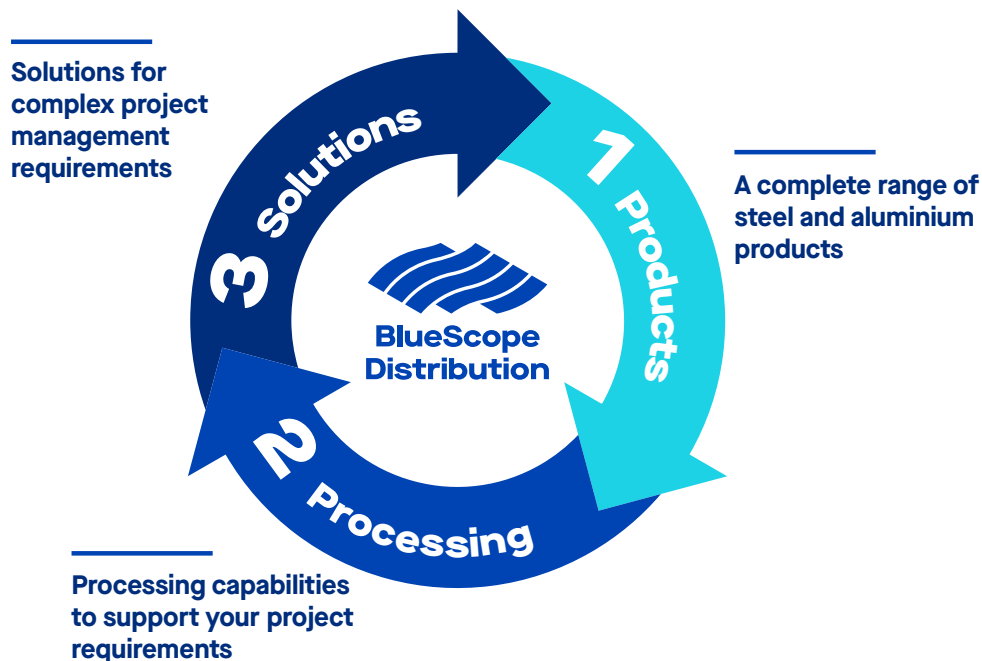 Solutions for
complex project
management
requirements
3 Solutions
1 Products
A complete range of
steel and aluminium
products
BlueScope
Distribution
2 Processing
Processing capabilities
to support your project
requirements